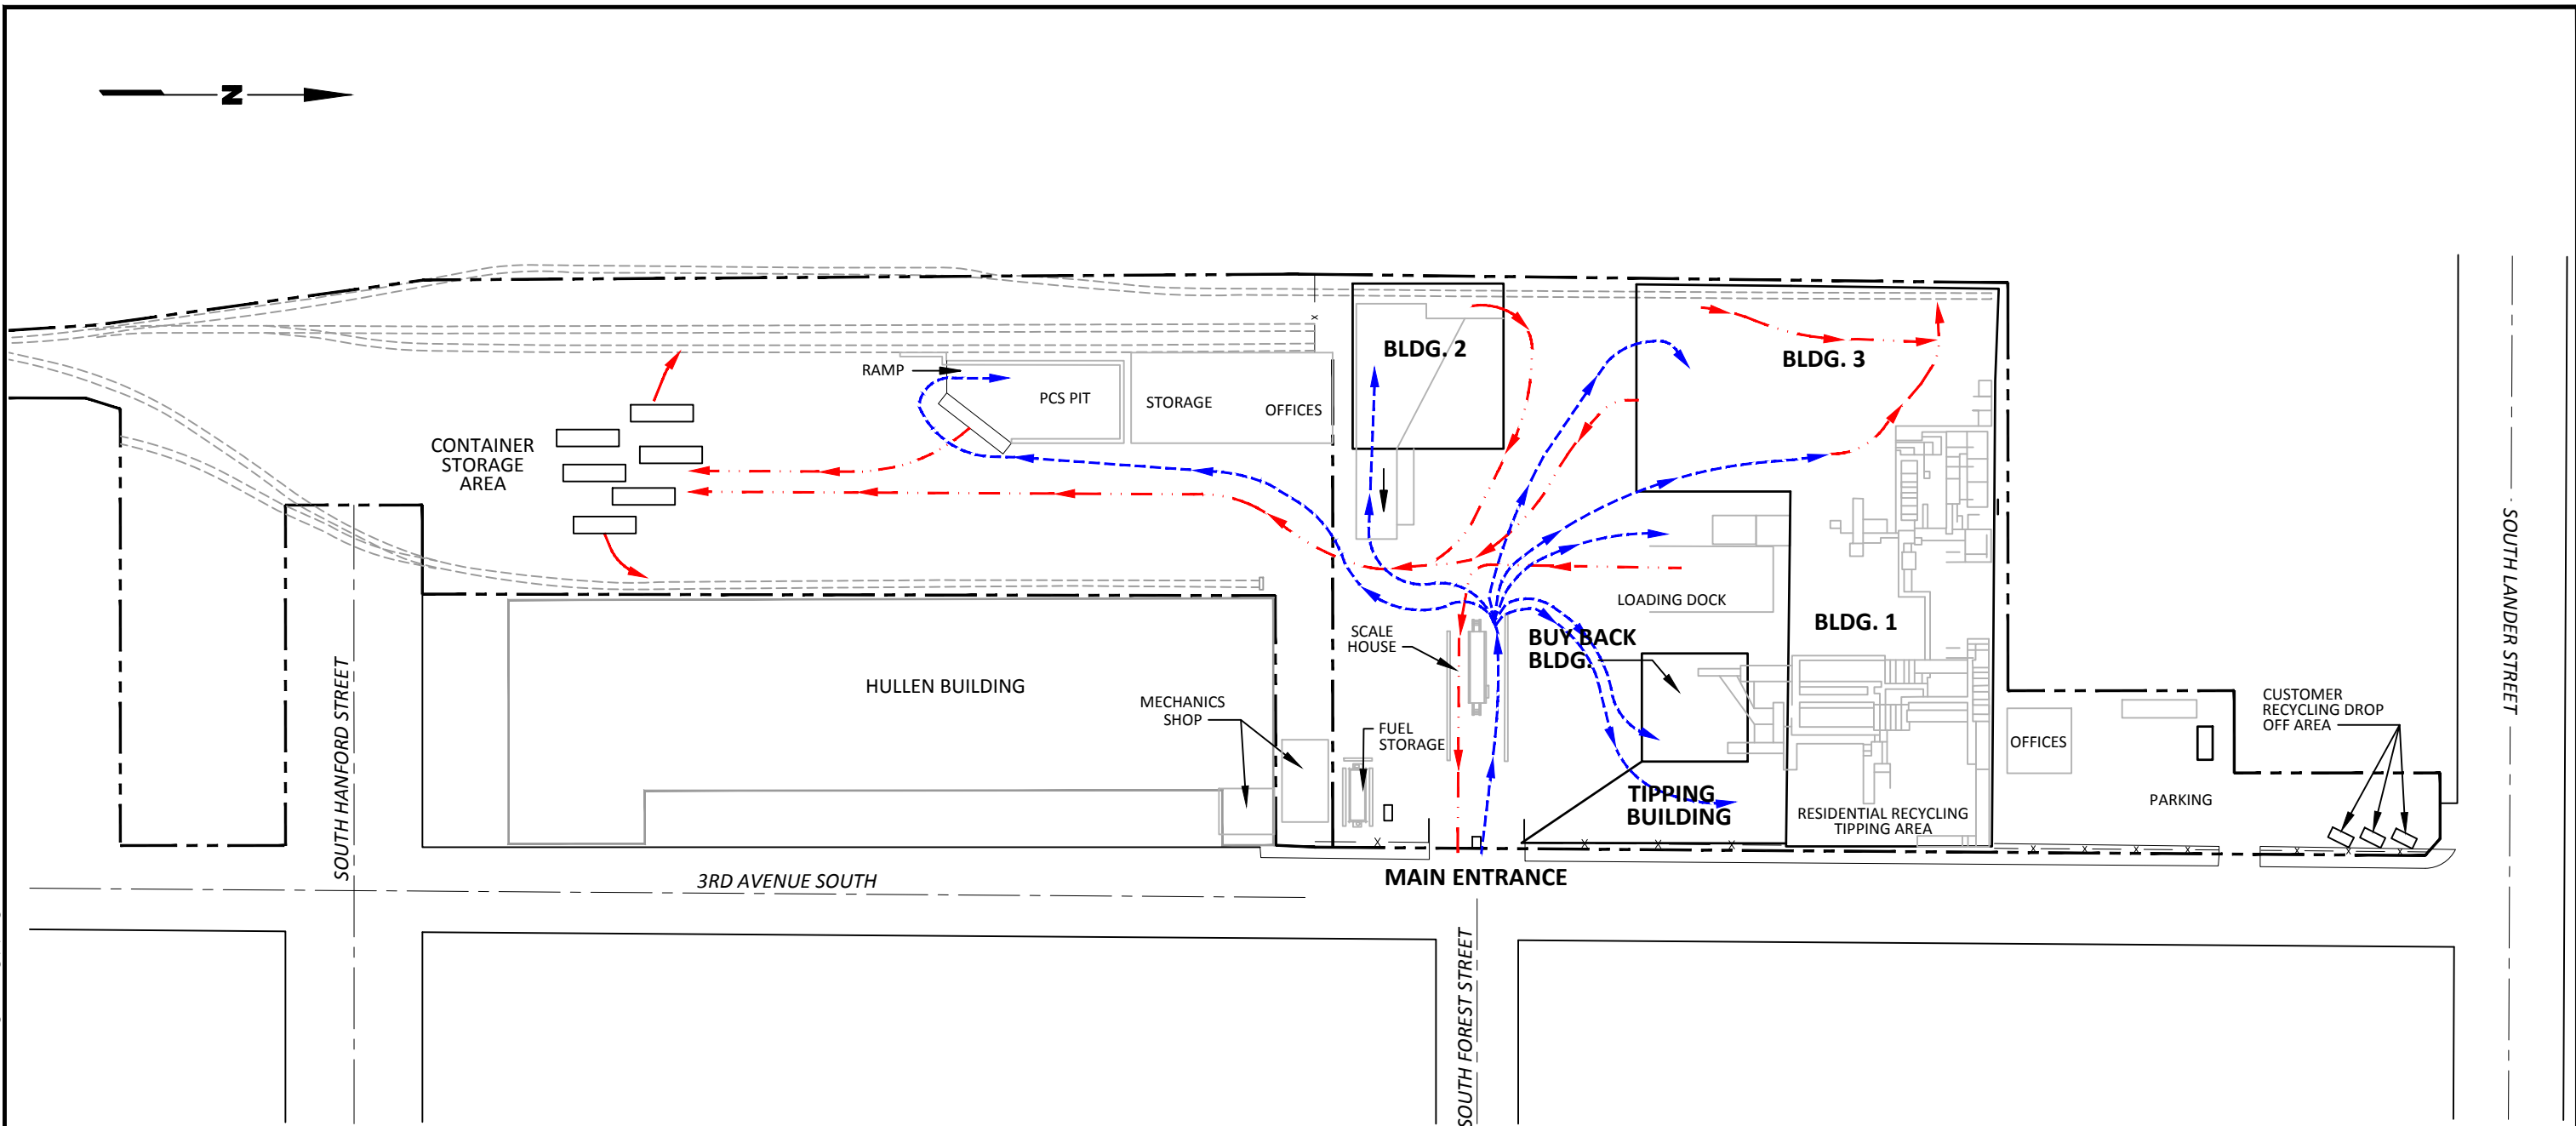 N
BLDG. 2
BLDG. 3
RAMP
PCS PIT
STORAGE
OFFICES
CONTAINER
STORAGE
AREA
LOADING DOCK
BLDG. 1
SCALE
HOUSE
BUY BACK
BLDG.
HULLEN BUILDING
MECHANICS
SHOP
FUEL
STORAGE
OFFICES
CUSTOMER
RECYCLING DROP
OFF AREA
TIPPING
BUILDING
RESIDENTIAL RECYCLING
TIPPING AREA
PARKING
SOUTH HANFORD STREET
SOUTH LANDER STREET
3RD AVENUE SOUTH
MAIN ENTRANCE
SOUTH FOREST STREET